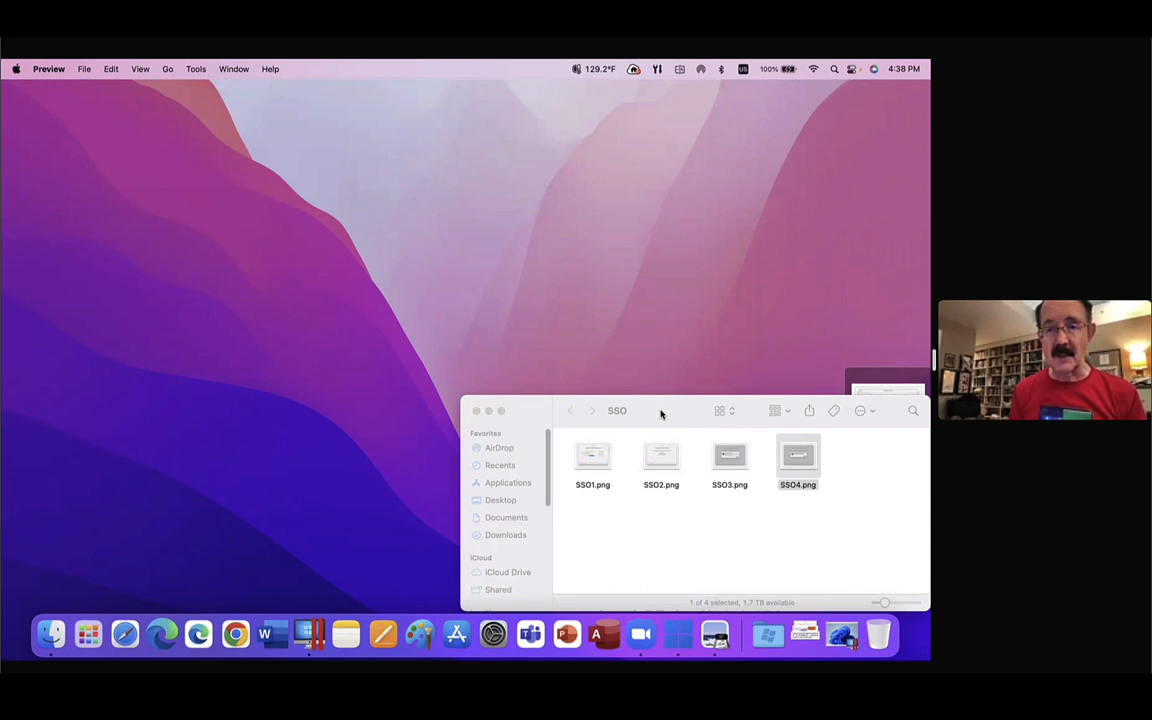 Preview File Edit View Go Tools Window Help 129.2°F US 100% 4:38 PM
SSO
Favorites
AirDrop
Recents
Applications
Desktop
Documents
Downloads
iCloud
iCloud Drive
Shared
SSO1.png SSO2.png SSO3.png SSO4.png
1 of 4 selected, 1.7 TB available